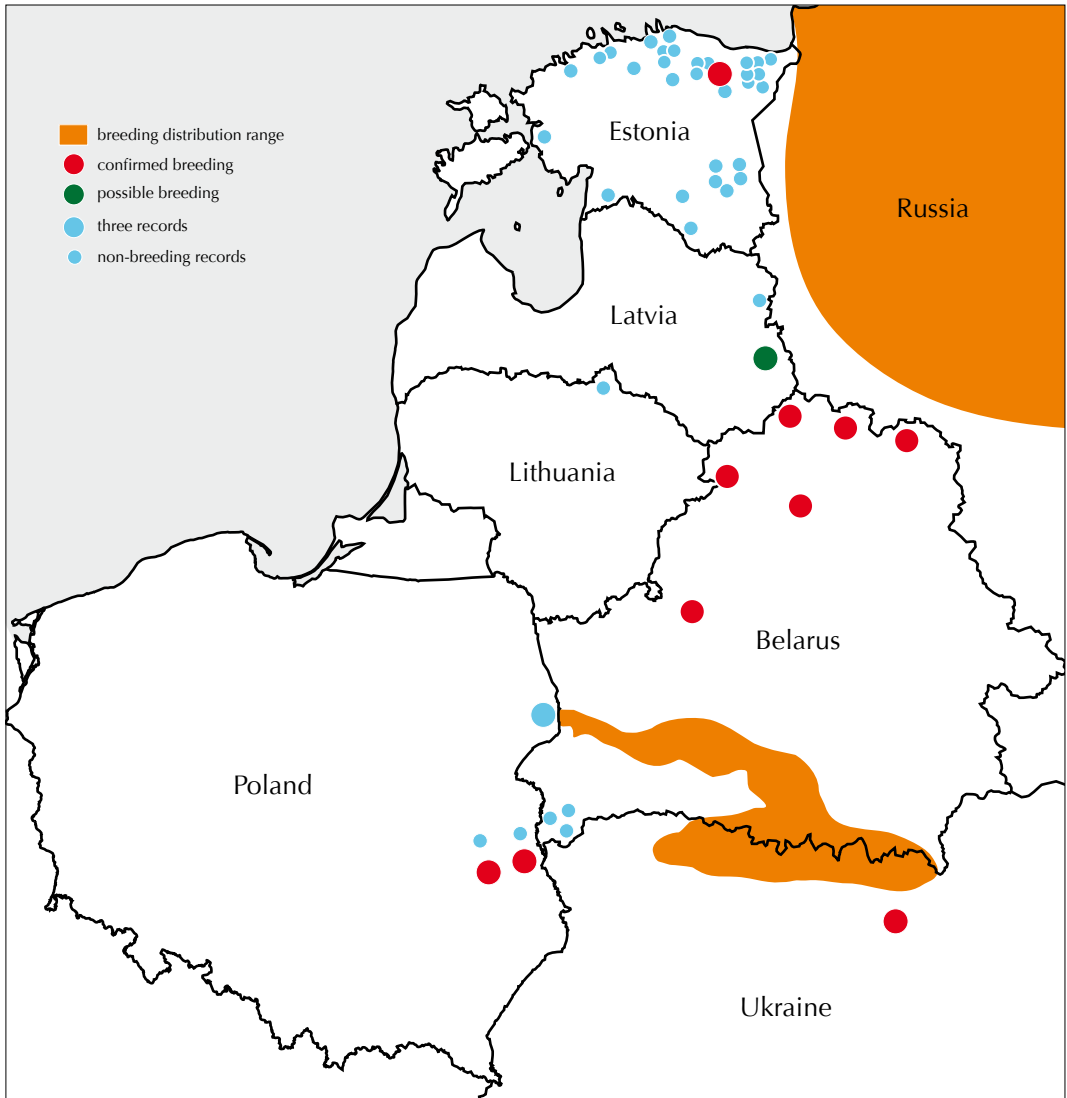 breeding distribution range
confirmed breeding
possible breeding
three records
non-breeding records
Estonia
Russia
Latvia
Lithuania
Belarus
Poland
Ukraine